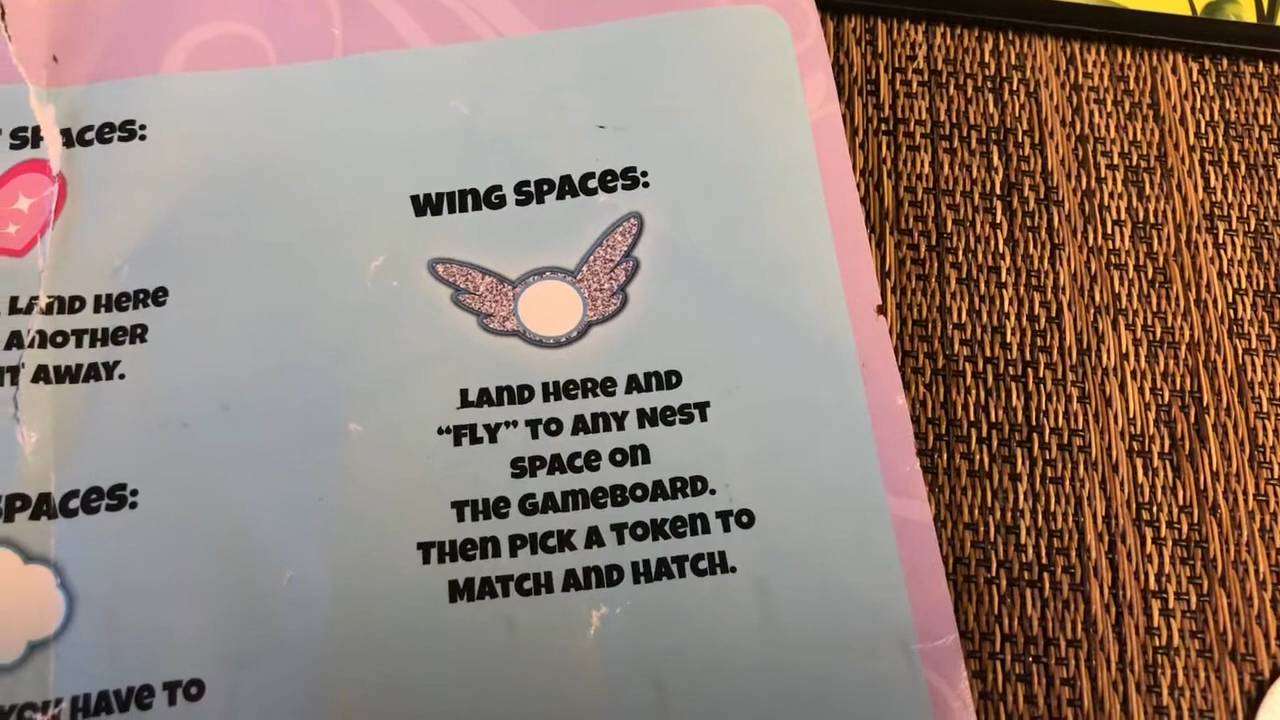 SPACES:
LAND HERE
ANOTHER
AWAY.
SPACES:
YOU HAVE TO
WING SPACES:
LAND HERE AND
“FLY” TO ANY NEST
SPACE ON
THE GAMEBOARD.
THEN PICK A TOKEN TO
MATCH AND HATCH.